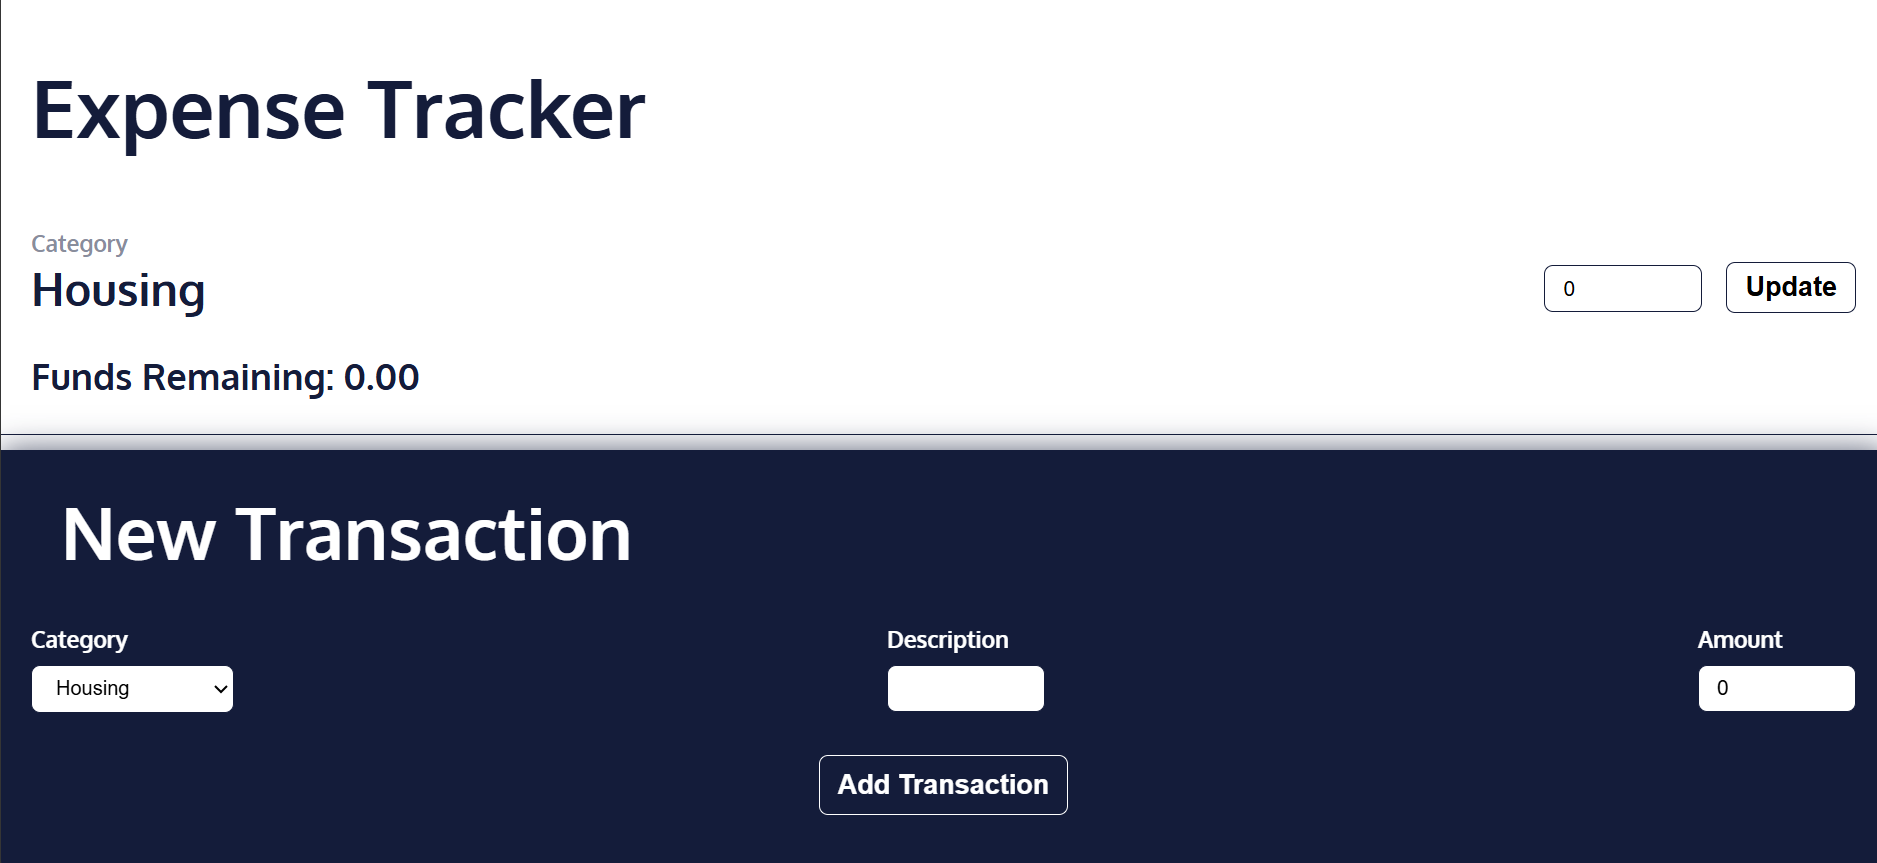 Expense Tracker
Category
Housing
0
Update
Funds Remaining: 0.00
New Transaction
Category
Description
Amount
Housing
0
Add Transaction